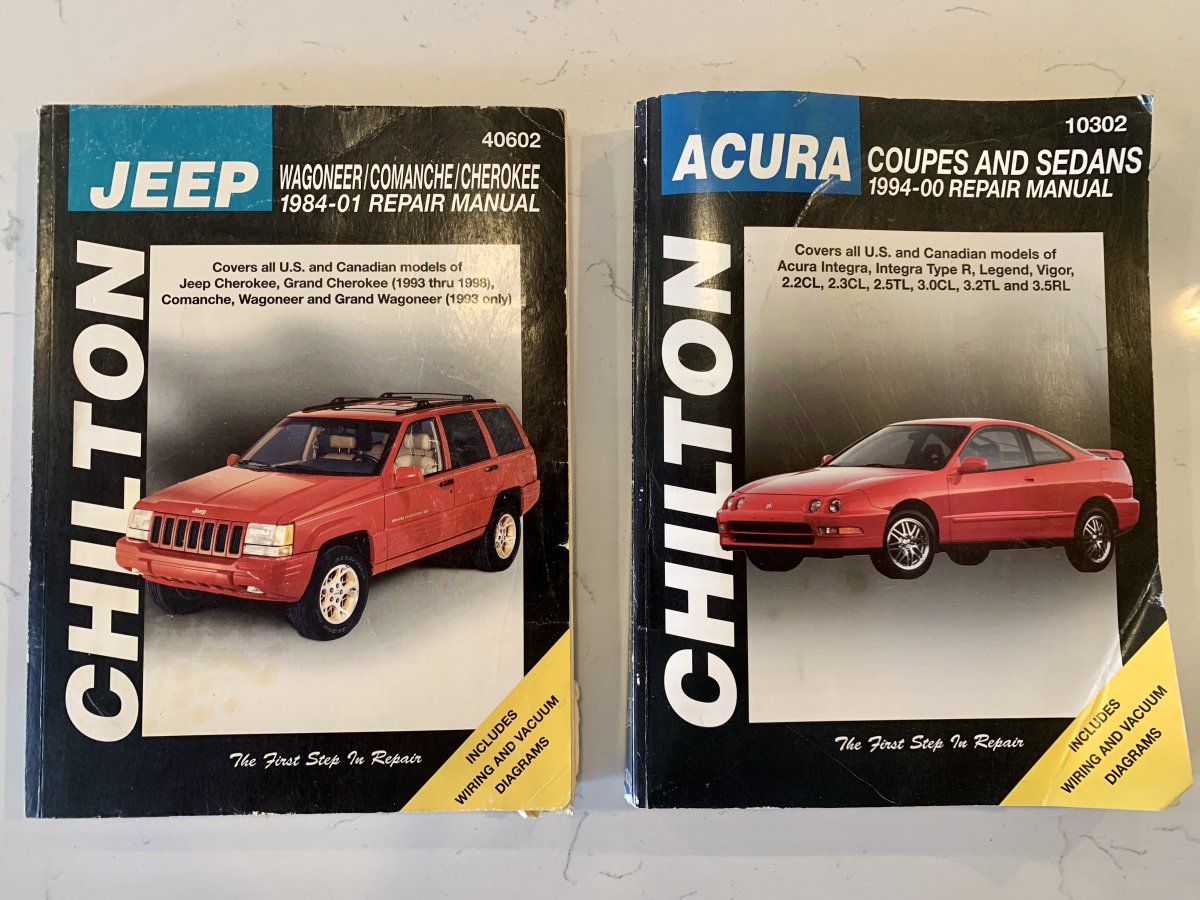 JEEP
40602
WAGONEER/COMANCHE/CHEROKEE
1984-01 REPAIR MANUAL
CHILTON
Covers all U.S. and Canadian models of
Jeep Cherokee, Grand Cherokee (1993 thru 1998),
Comanche, Wagoneer and Grand Wagoneer (1993 only)
Jeep
The First Step In Repair
INCLUDES
WIRING AND VACUUM
DIAGRAMS
ACURA
10302
COUPES AND SEDANS
1994-00 REPAIR MANUAL
CHILTON
Covers all U.S. and Canadian models of
Acura Integra, Integra Type R, Legend, Vigor,
2.2CL, 2.3CL, 2.5TL, 3.0CL, 3.2TL and 3.5RL
The First Step In Repair
INCLUDES
WIRING AND VACUUM
DIAGRAMS